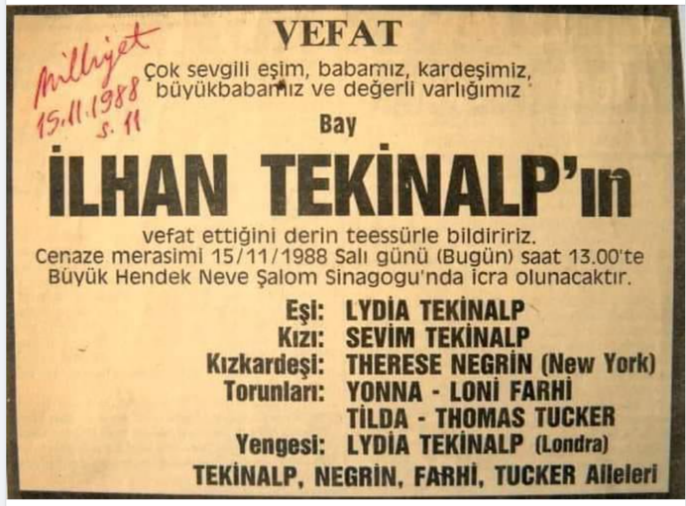 VEFAT
Milliyet
15.11.1988
s. 11
Çok sevgili eşim, babamız, kardeşimiz,
büyükbabamız ve değerli varlığımız
Bay
İLHAN TEKİNALP'ın
vefat ettiğini derin teessürle bildiririz.
Cenaze merasimi 15/11/1988 Salı günü (Bugün) saat 13.00'te
Büyük Hendek Neve Şalom Sinagogu'nda icra olunacaktır.
Eşi: LYDİA TEKİNALP
Kızı: SEVİM TEKİNALP
Kızkardeşi: THERESE NEGRİN (New York)
Torunları: YONNA - LONİ FARHİ
TİLDA - THOMAS TUCKER
Yengesi: LYDİA TEKİNALP (Londra)
TEKİNALP, NEGRİN, FARHİ, TUCKER Aileleri